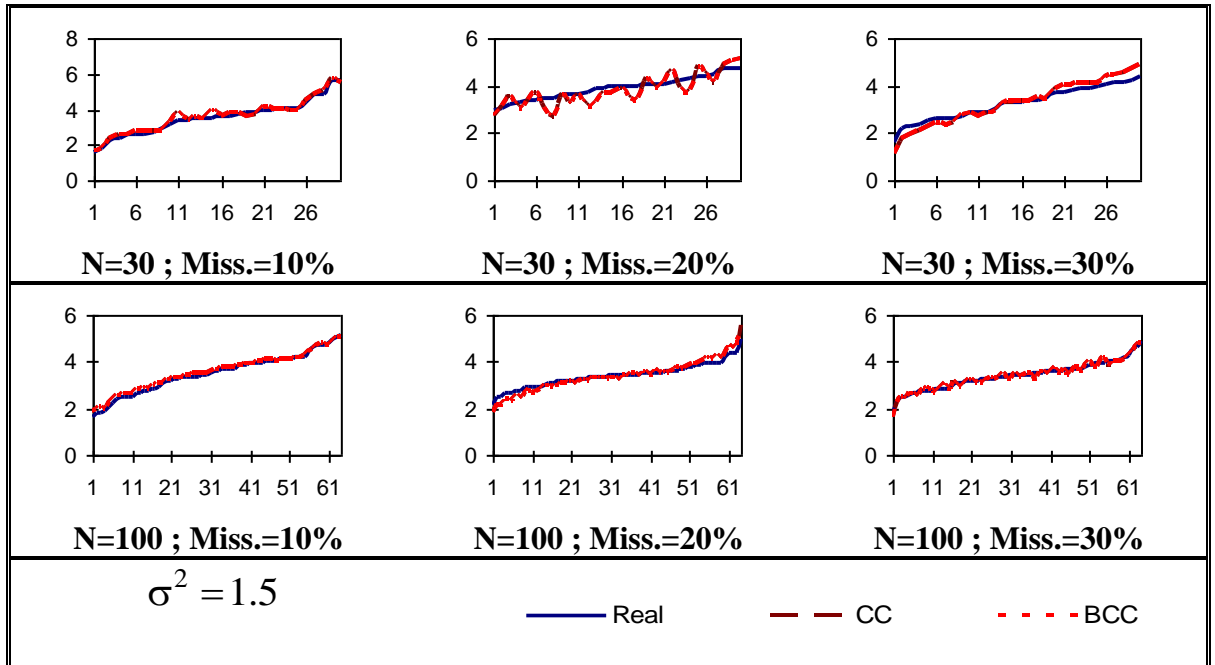 8
6
4
2
0
1 6 11 16 21 26
N=30 ; Miss.=10%
6
4
2
0
1 6 11 16 21 26
N=30 ; Miss.=20%
6
4
2
0
1 6 11 16 21 26
N=30 ; Miss.=30%
6
4
2
0
1 11 21 31 41 51 61
N=100 ; Miss.=10%
6
4
2
0
1 11 21 31 41 51 61
N=100 ; Miss.=20%
6
4
2
0
1 11 21 31 41 51 61
N=100 ; Miss.=30%
σ² = 1.5
Real CC BCC